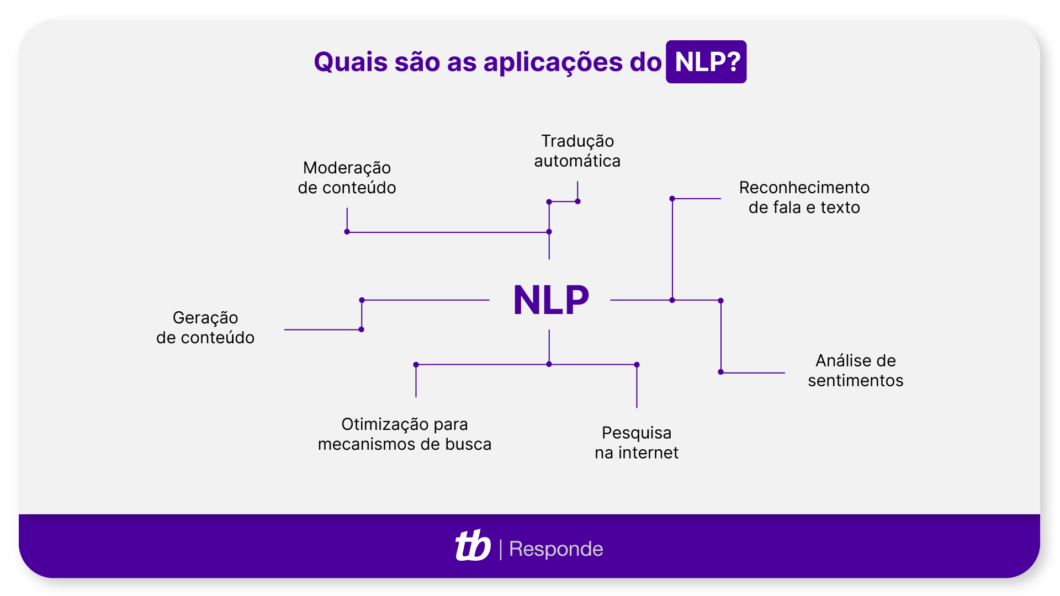 Quais são as aplicações do NLP?
Tradução
automática
Moderação
de conteúdo
Reconhecimento
de fala e texto
NLP
Geração
de conteúdo
Análise de
sentimentos
Otimização para
mecanismos de busca
Pesquisa
na internet
tb | Responde